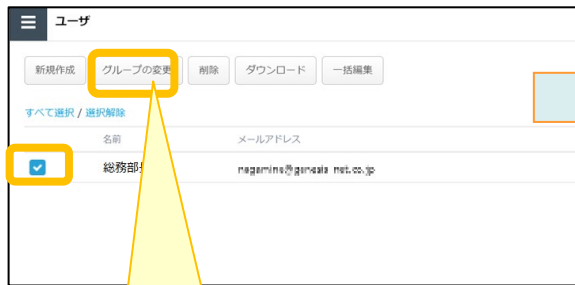 ユーザ
新規作成 グループの変更 削除 ダウンロード 一括編集
すべて選択 / 選択解除
名前 メールアドレス
総務部